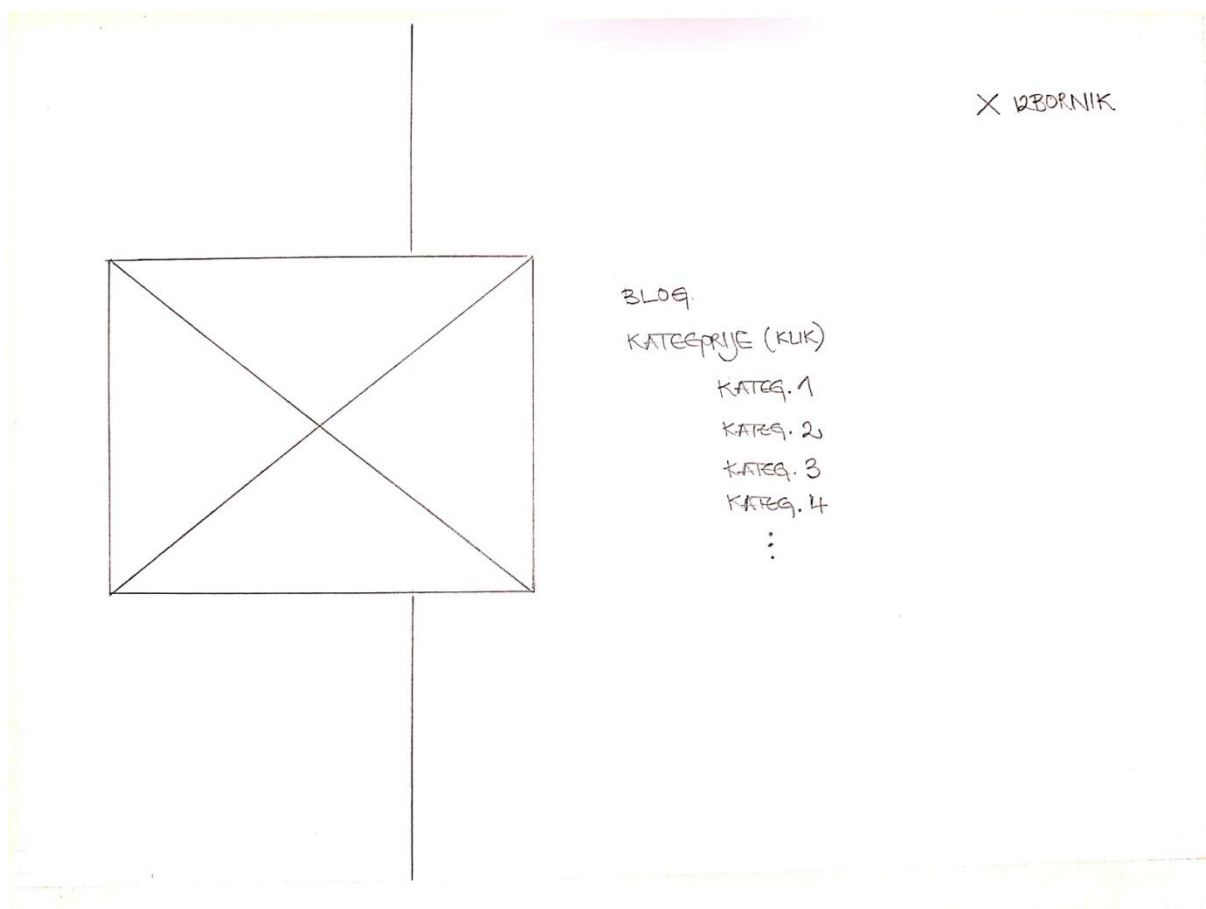 X IZBORNIK
BLOG.
KATEGORIJE (KLIK)
KATEG. 1
KATEG. 2
KATEG. 3
KATEG. 4
⋮